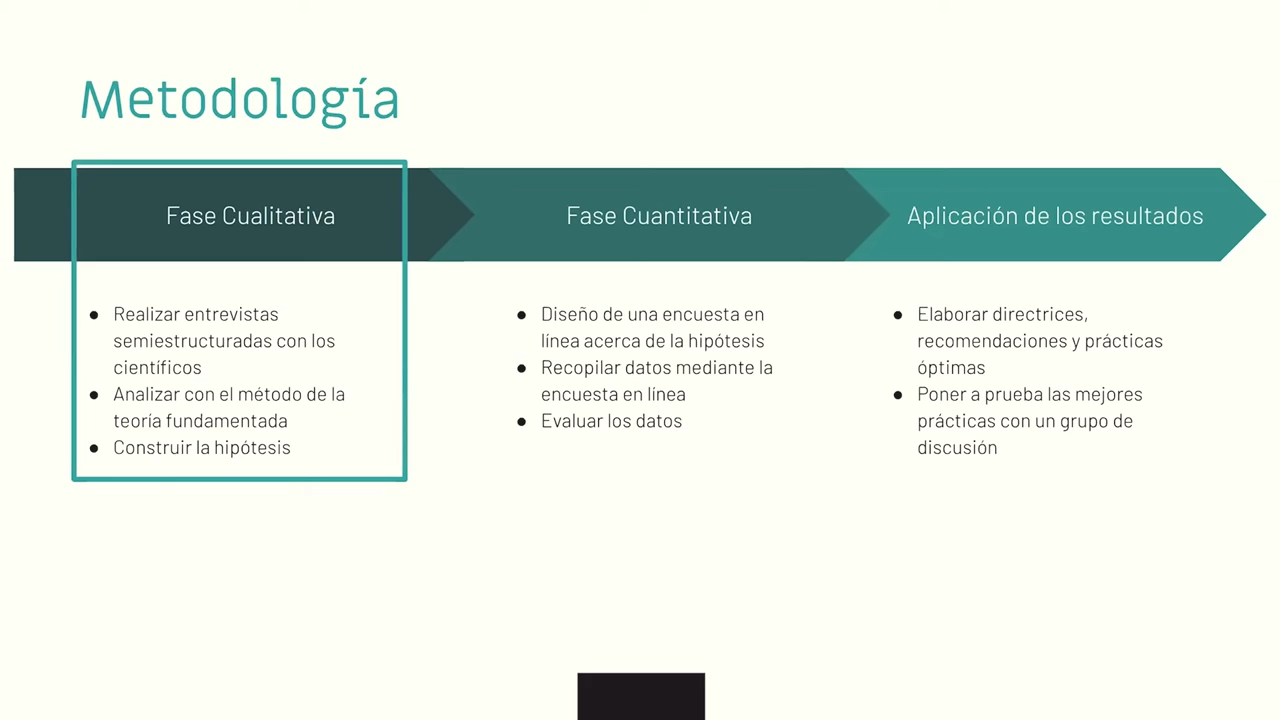 Metodología
Fase Cualitativa
Fase Cuantitativa
Aplicación de los resultados
● Realizar entrevistas
semiestructuradas con los
científicos
● Analizar con el método de la
teoría fundamentada
● Construir la hipótesis
● Diseño de una encuesta en
línea acerca de la hipótesis
● Recopilar datos mediante la
encuesta en línea
● Evaluar los datos
● Elaborar directrices,
recomendaciones y prácticas
óptimas
● Poner a prueba las mejores
prácticas con un grupo de
discusión